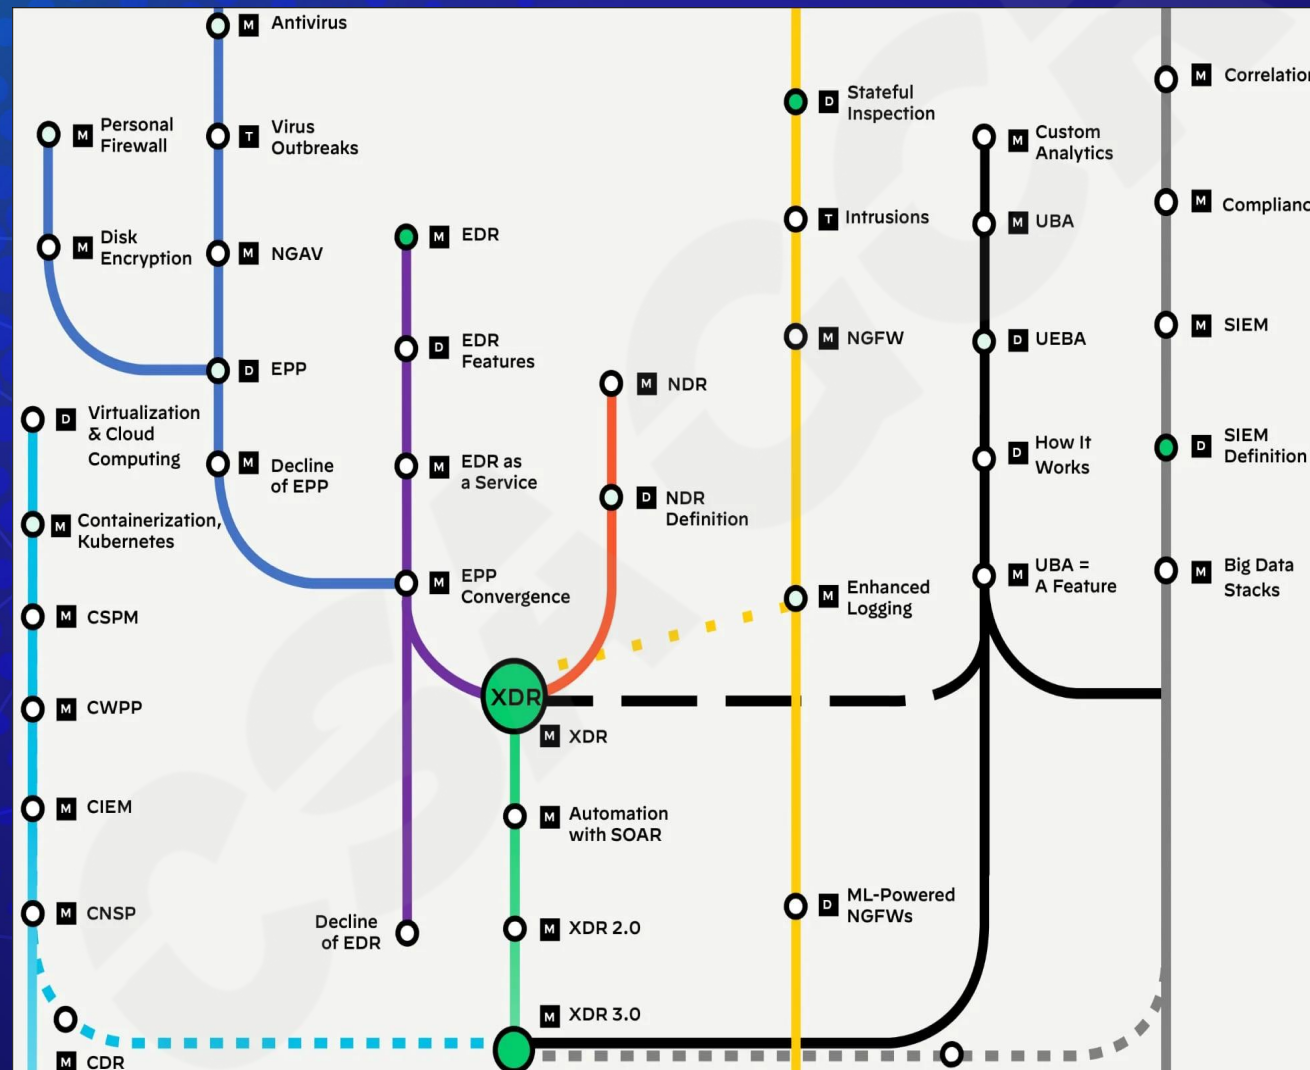 M Antivirus
M Personal
Firewall
T Virus
Outbreaks
M Disk
Encryption
M NGAV
D EPP
M Decline
of EPP
D Virtualization
& Cloud
Computing
M Containerization,
Kubernetes
M CSPM
M CWPP
M CIEM
M CNSP
M CDR
M EDR
D EDR
Features
M EDR as
a Service
M EPP
Convergence
Decline
of EDR
M NDR
D NDR
Definition
XDR
M XDR
M Automation
with SOAR
M XDR 2.0
M XDR 3.0
D Stateful
Inspection
T Intrusions
M NGFW
M Enhanced
Logging
D ML-Powered
NGFWs
M Custom
Analytics
M UBA
D UEBA
D How It
Works
M UBA =
A Feature
M Correlation
M Complianc
M SIEM
D SIEM
Definition
M Big Data
Stacks